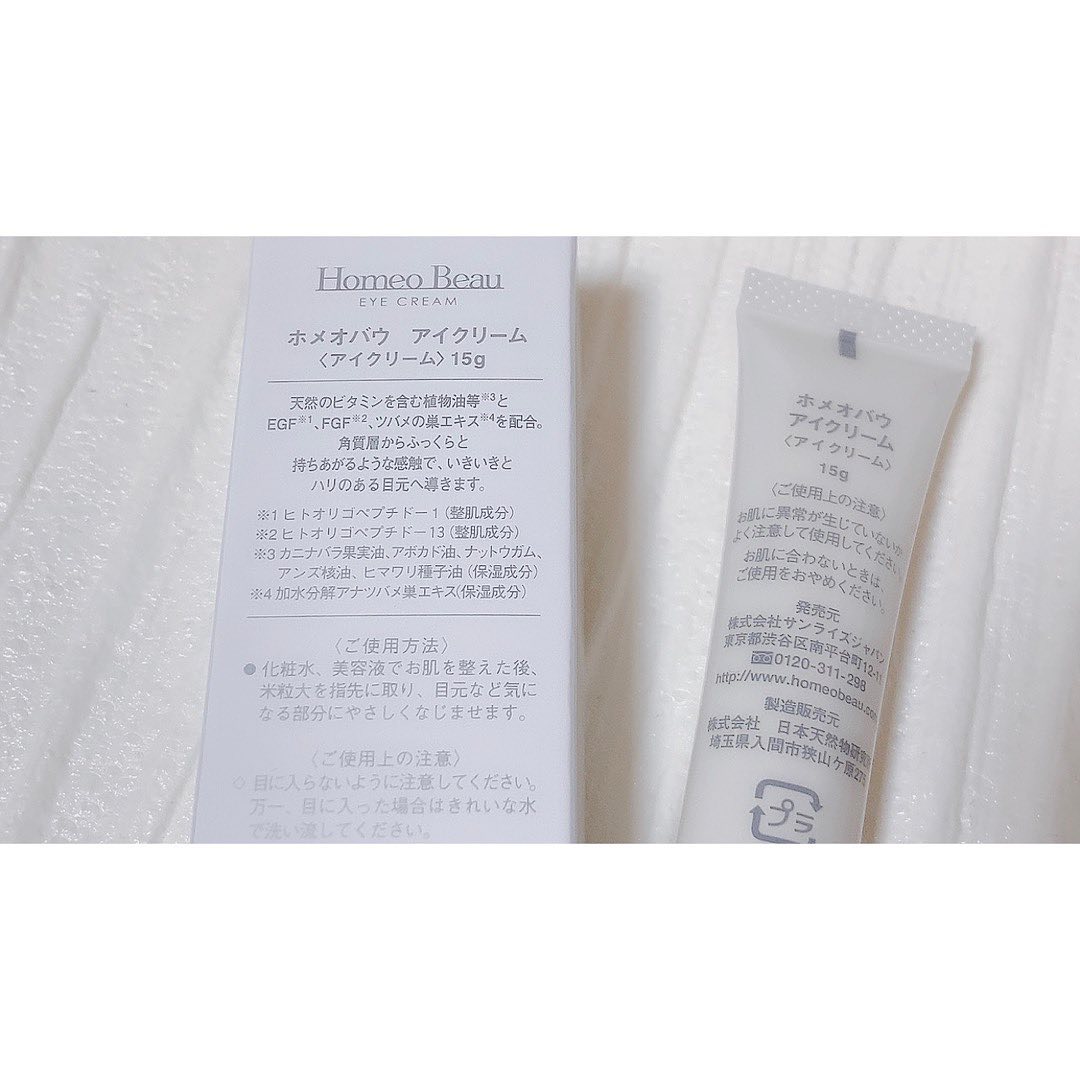 Homeo Beau
EYE CREAM
ホメオバウ アイクリーム
〈アイクリーム〉15g
天然のビタミンを含む植物油等※3と
EGF※1、FGF※2、ツバメの巣エキス※4を配合。
角質層からふっくらと
持ちあがるような感触で、いきいきと
ハリのある目元へ導きます。
※1 ヒトオリゴペプチドー1(整肌成分)
※2 ヒトオリゴペプチドー13(整肌成分)
※3 カニナバラ果実油、アボカド油、ナットウガム、
アンズ核油、ヒマワリ種子油(保湿成分)
※4 加水分解アナツバメ巣エキス(保湿成分)
〈ご使用方法〉
● 化粧水、美容液でお肌を整えた後、
米粒大を指先に取り、目元など気に
なる部分にやさしくなじませます。
〈ご使用上の注意〉
○ 目に入らないように注意してください。
万一、目に入った場合はきれいな水
で洗い流してください。
ホメオバウ
アイクリーム
〈アイクリーム〉
15g
〈ご使用上の注意〉
お肌に異常が生じていないか
よく注意して使用してください。
お肌に合わないときは、
ご使用をおやめください。
発売元
株式会社サンライズジャパン
東京都渋谷区南平台町12-11
0120-311-298
http://www.homeobeau.com
製造販売元
株式会社 日本天然物研究
埼玉県入間市狭山ケ原
プラ